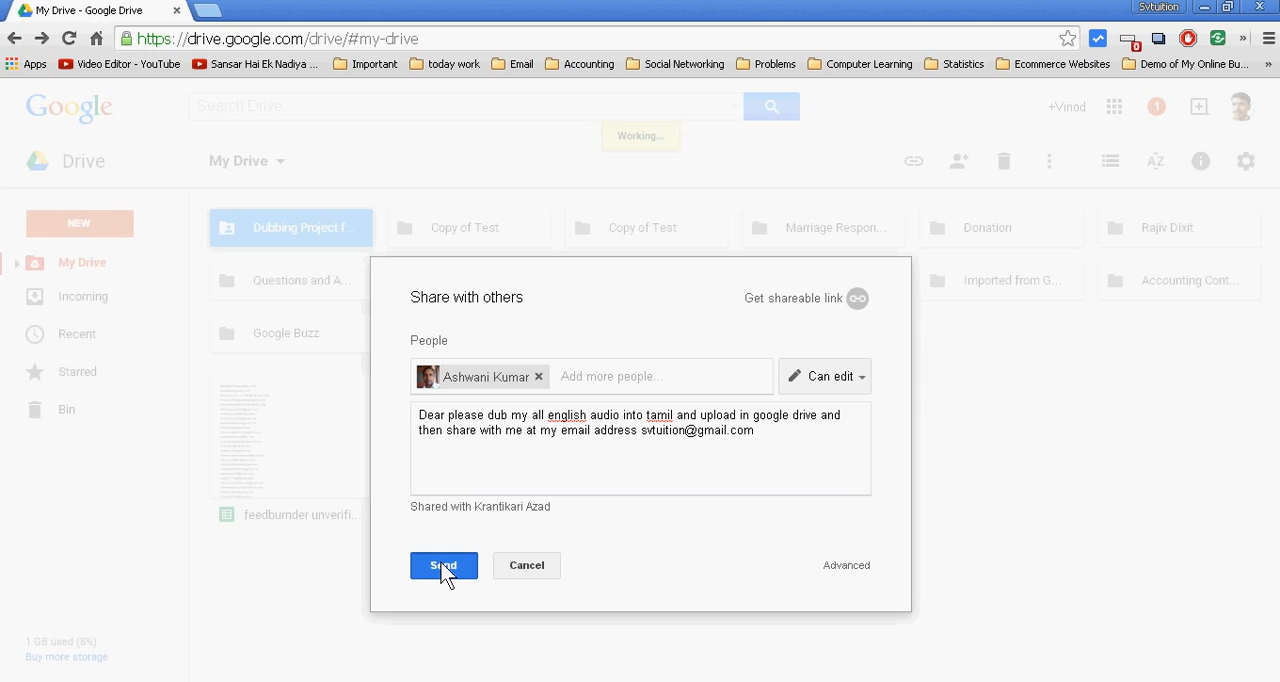 My Drive - Google Drive
Svtuition
https://drive.google.com/drive/#my-drive
0
Apps
Video Editor - YouTube
Sansar Hai Ek Nadiya ...
Important
today work
Email
Accounting
Social Networking
Problems
Computer Learning
Statistics
Ecommerce Websites
Demo of My Online Bu...
Google
Search Drive
+Vinod
1
Working...
Drive
My Drive
AZ
NEW
Dubbing Project f...
Copy of Test
Copy of Test
Marriage Respon...
Donation
Rajiv Dixit
My Drive
Questions and A...
Imported from G...
Accounting Cont...
Incoming
Recent
Google Buzz
Starred
Bin
feedburnder unverifi...
1 GB used (8%)
Buy more storage
Share with others
Get shareable link
People
Ashwani Kumar
Add more people...
Can edit
Dear please dub my all english audio into tamil and upload in google drive and
then share with me at my email address svtuition@gmail.com
Shared with Krantikari Azad
Send
Cancel
Advanced